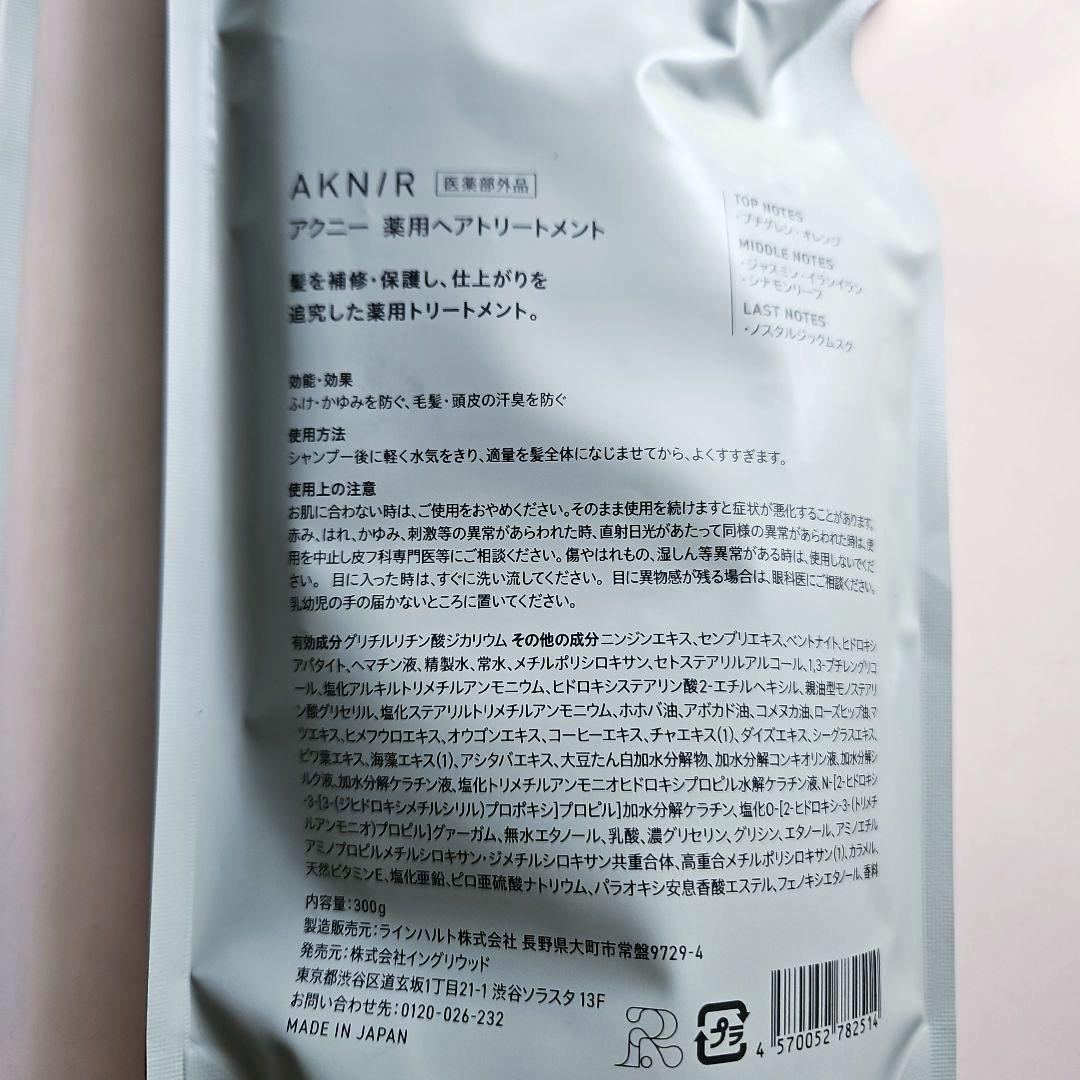 AKN/R 医薬部外品
アクニー 薬用ヘアトリートメント
髪を補修・保護し、仕上がりを
追究した薬用トリートメント。
TOP NOTES
・プチグレン・オレンジ
MIDDLE NOTES
・ジャスミン・イランイラン
・シナモンリーフ
LAST NOTES
・ノスタルジックムスク
効能・効果
ふけ・かゆみを防ぐ、毛髪・頭皮の汗臭を防ぐ
使用方法
シャンプー後に軽く水気をきり、適量を髪全体になじませてから、よくすすぎます。
使用上の注意
お肌に合わない時は、ご使用をおやめください。そのまま使用を続けますと症状が悪化することがあります。
赤み、はれ、かゆみ、刺激等の異常があらわれた時、直射日光があたって同様の異常があらわれた時は、使
用を中止し皮フ科専門医等にご相談ください。傷やはれもの、湿しん等異常がある時は、使用しないでくだ
さい。 目に入った時は、すぐに洗い流してください。 目に異物感が残る場合は、眼科医にご相談ください。
乳幼児の手の届かないところに置いてください。
有効成分グリチルリチン酸ジカリウム その他の成分 ニンジンエキス、センブリエキス、ベントナイト、ヒドロキシ
アパタイト、ヘマチン液、精製水、常水、メチルポリシロキサン、セトステアリルアルコール、1,3-ブチレングリコ
ール、塩化アルキルトリメチルアンモニウム、ヒドロキシステアリン酸2-エチルヘキシル、親油型モノステアリ
ン酸グリセリル、塩化ステアリルトリメチルアンモニウム、ホホバ油、アボカド油、コメヌカ油、ローズヒップ油、マ
ツエキス、ヒメフウロエキス、オウゴンエキス、コーヒーエキス、チャエキス(1)、ダイズエキス、シーグラスエキス、
ビワ葉エキス、海藻エキス(1)、アシタバエキス、大豆たん白加水分解物、加水分解コンキオリン液、加水分解シ
ルク液、加水分解ケラチン液、塩化トリメチルアンモニオヒドロキシプロピル水解ケラチン液、N-[2-ヒドロキシ
-3-[3-(ジヒドロキシメチルシリル)プロポキシ]プロピル]加水分解ケラチン、塩化O-[2-ヒドロキシ-3-(トリメチ
ルアンモニオ)プロピル]グァーガム、無水エタノール、乳酸、濃グリセリン、グリシン、エタノール、アミノエチル
アミノプロピルメチルシロキサン・ジメチルシロキサン共重合体、高重合メチルポリシロキサン(1)、カラメル、
天然ビタミンE、塩化亜鉛、ピロ亜硫酸ナトリウム、パラオキシ安息香酸エステル、フェノキシエタノール、香料
内容量:300g
製造販売元:ラインハルト株式会社 長野県大町市常盤9729-4
発売元:株式会社イングリウッド
東京都渋谷区道玄坂1丁目21-1 渋谷ソラスタ 13F
お問い合わせ先:0120-026-232
MADE IN JAPAN
R
プラ
4 570052 782514